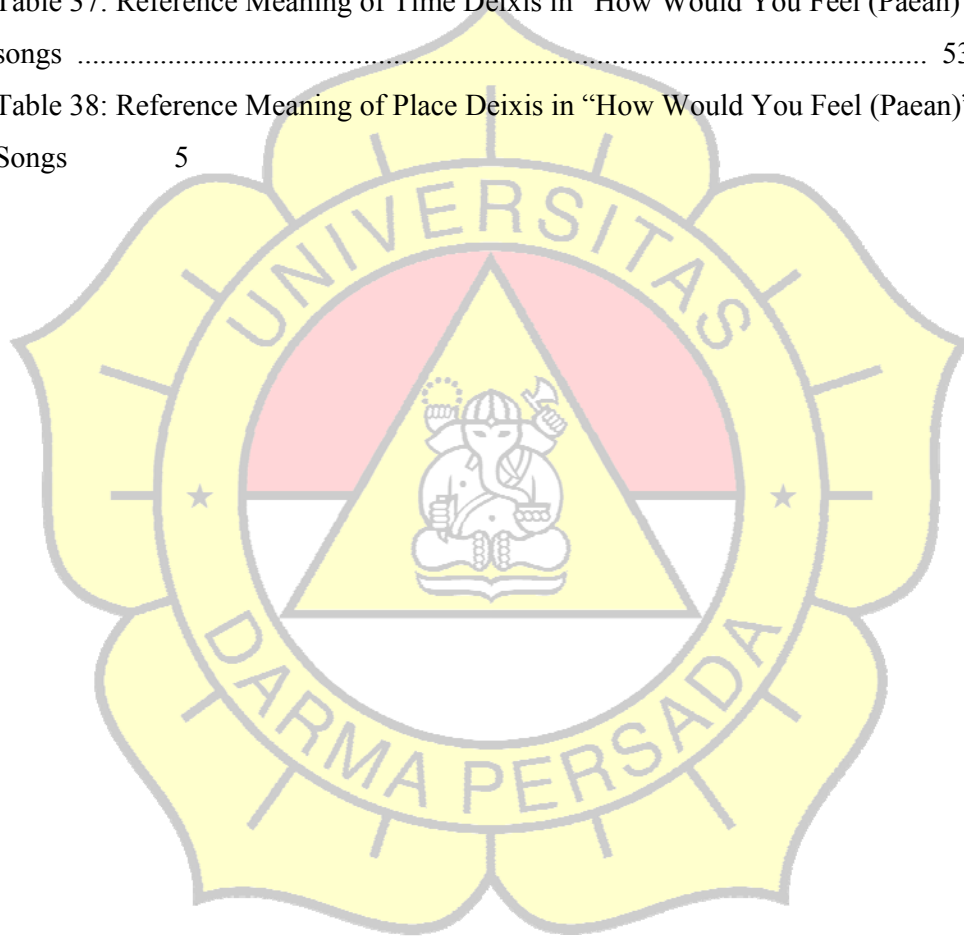 Table 37: Reference Meaning of Time Deixis in “How Would You Feel (Paean)”
songs ................................................................................................................... 53
Table 38: Reference Meaning of Place Deixis in “How Would You Feel (Paean)”
Songs 5
UNIVERSITAS
DARMA PERSADA